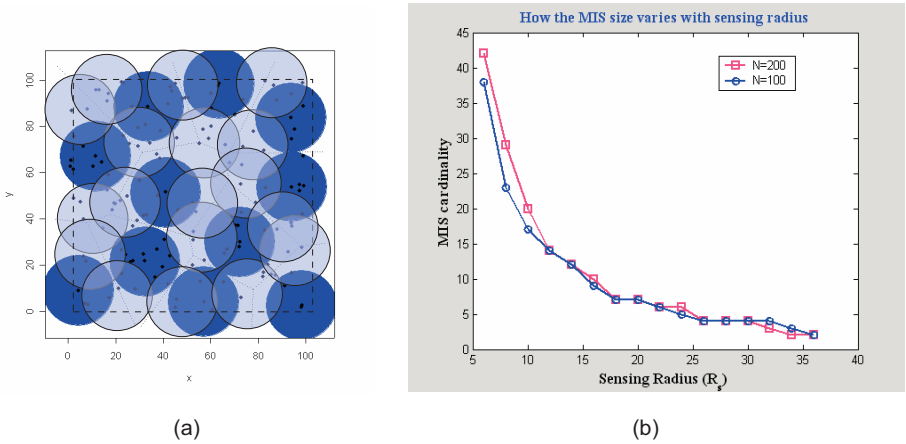 100
80
60
40
20
0
y
0 20 40 60 80 100
x
(a)
How the MIS size varies with sensing radius
45
40
35
30
25
20
15
10
5
0
MIS cardinality
N=200
N=100
5 10 15 20 25 30 35 40
Sensing Radius (Rs)
(b)